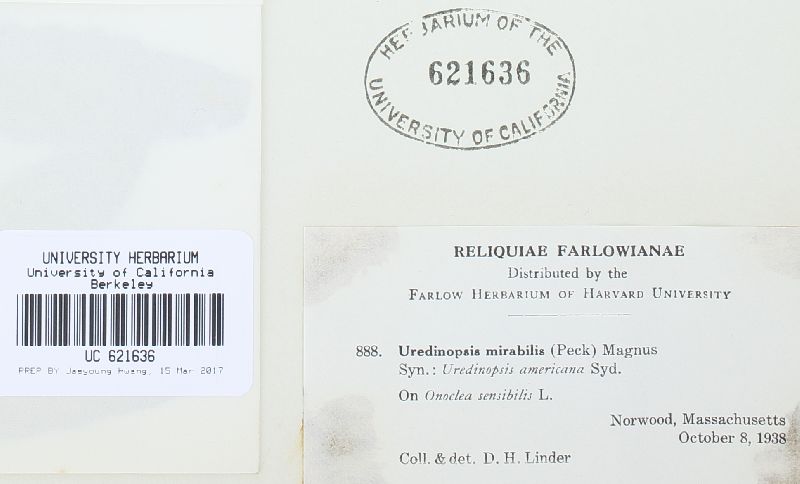 HERBARIUM OF THE
621636
UNIVERSITY OF CALIFORNIA
UNIVERSITY HERBARIUM
University of California
Berkeley
UC 621636
PREP BY Jaeyoung Hwang, 15 Mar 2017
RELIQUIAE FARLOWIANAE
Distributed by the
FARLOW HERBARIUM OF HARVARD UNIVERSITY
888. Uredinopsis mirabilis (Peck) Magnus
Syn.: Uredinopsis americana Syd.
On Onoclea sensibilis L.
Norwood, Massachusetts
October 8, 1938
Coll. & det. D. H. Linder